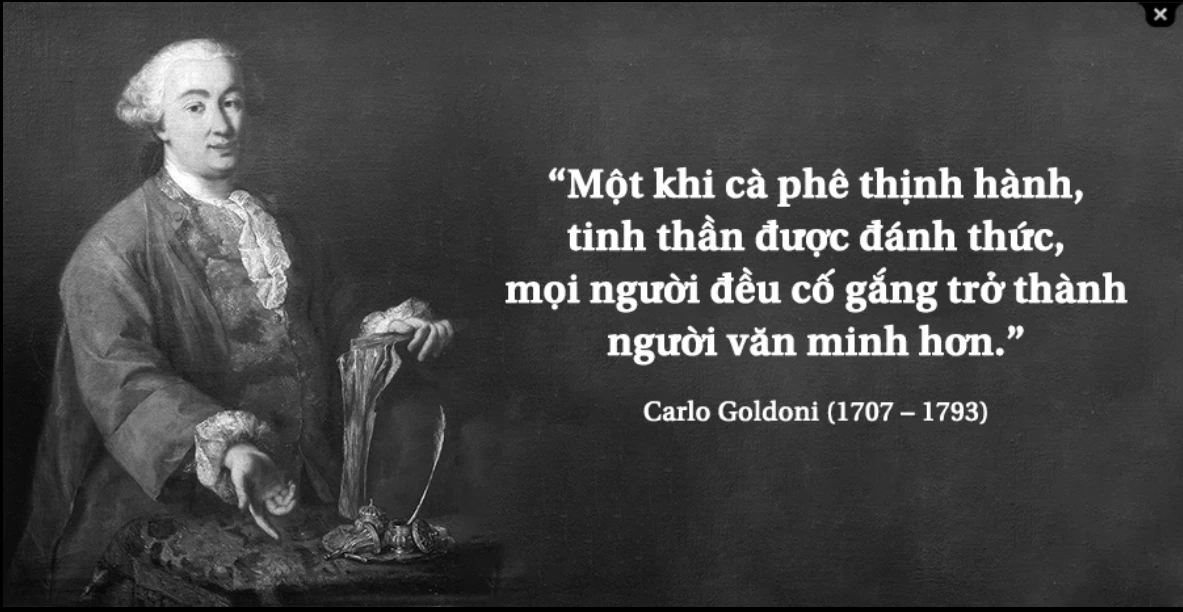 “Một khi cà phê thịnh hành,
tinh thần được đánh thức,
mọi người đều cố gắng trở thành
người văn minh hơn.”
Carlo Goldoni (1707 – 1793)